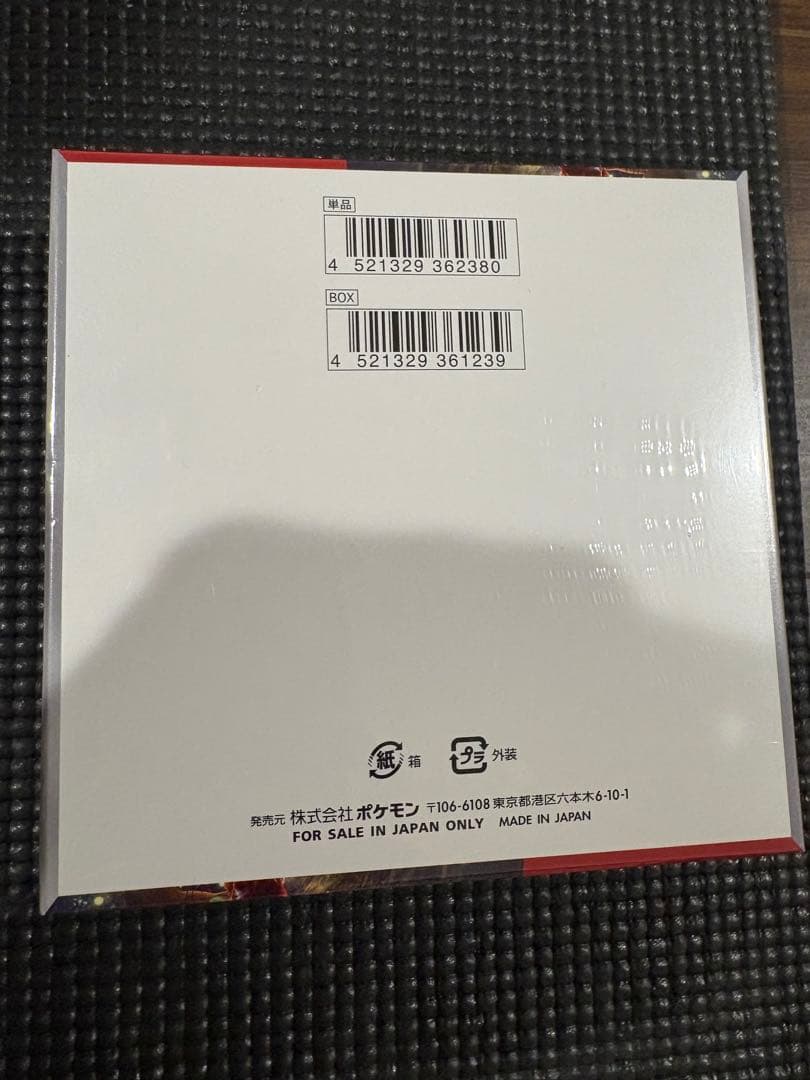 単品
4 521329 362380
BOX
4 521329 361239
紙 箱 プラ 外装
発売元 株式会社 ポケモン 〒106-6108 東京都港区六本木6-10-1
FOR SALE IN JAPAN ONLY MADE IN JAPAN